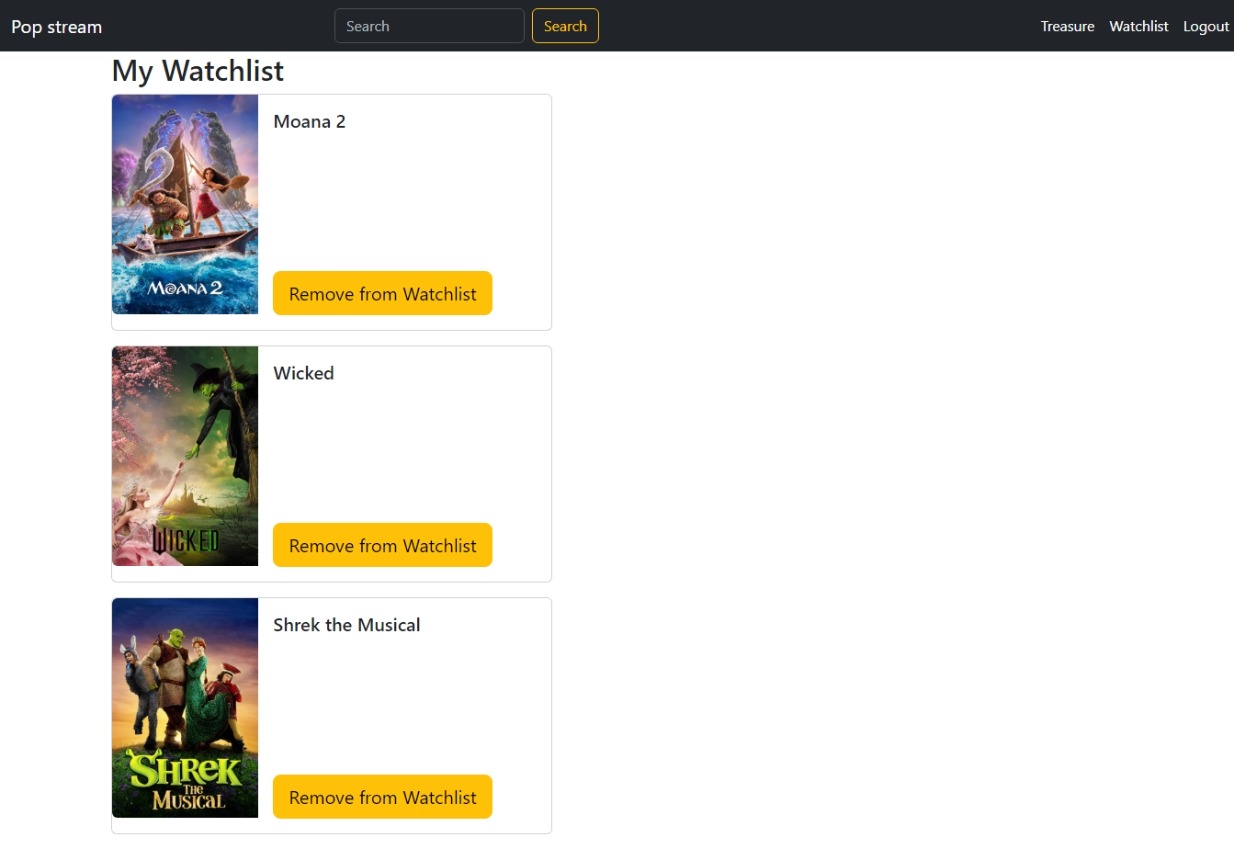 Pop stream
Search
Search
Treasure
Watchlist
Logout
My Watchlist
Moana 2
MOANA 2
Remove from Watchlist
Wicked
WICKED
Remove from Watchlist
Shrek the Musical
SHREK
THE
MUSICAL
Remove from Watchlist